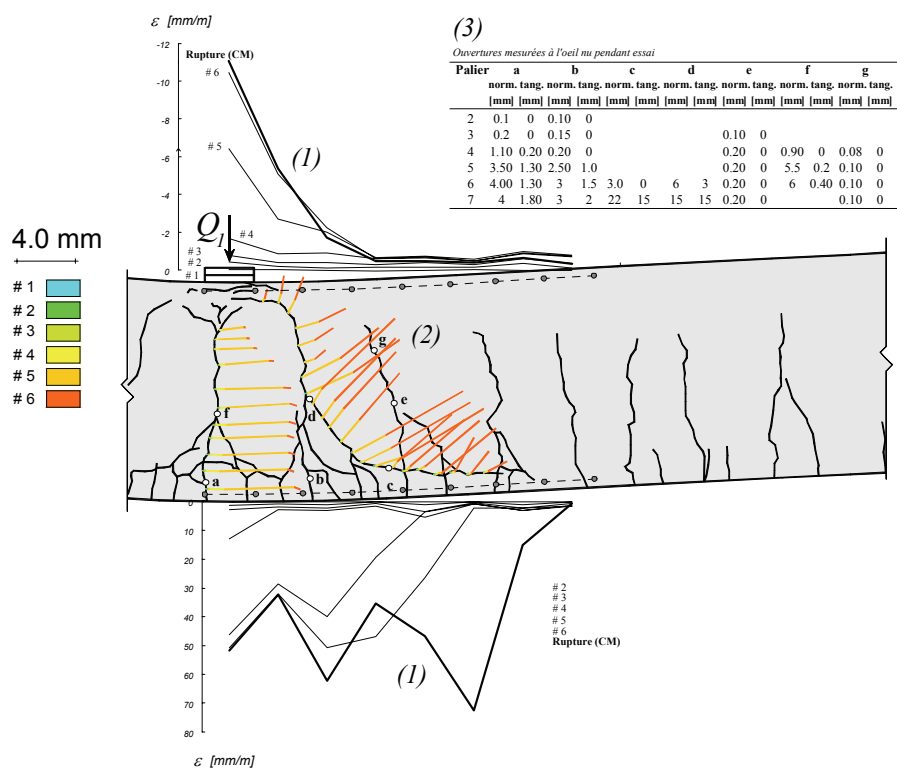 ε [mm/m]
-12
-10
-8
-6
-4
-2
0
Rupture (CM)
# 6
# 5
# 4
# 3
# 2
# 1
Q1
(1)
(3)
Ouvertures mesurées à l'oeil nu pendant essai
Palier a b c d e f g
norm. tang. norm. tang. norm. tang. norm. tang. norm. tang. norm. tang. norm. tang.
[mm] [mm] [mm] [mm] [mm] [mm] [mm] [mm] [mm] [mm] [mm] [mm] [mm] [mm]
2 0.1 0 0.10 0
3 0.2 0 0.15 0 0.10 0
4 1.10 0.20 0.20 0 0.20 0 0.90 0 0.08 0
5 3.50 1.30 2.50 1.0 0.20 0 5.5 0.2 0.10 0
6 4.00 1.30 3 1.5 3.0 0 6 3 0.20 0 6 0.40 0.10 0
7 4 1.80 3 2 22 15 15 15 0.20 0 0.10 0
4.0 mm
# 1
# 2
# 3
# 4
# 5
# 6
(2)
g
e
f
d
a
b
c
0
10
20
30
40
50
60
70
80
(1)
# 2
# 3
# 4
# 5
# 6
Rupture (CM)
ε [mm/m]